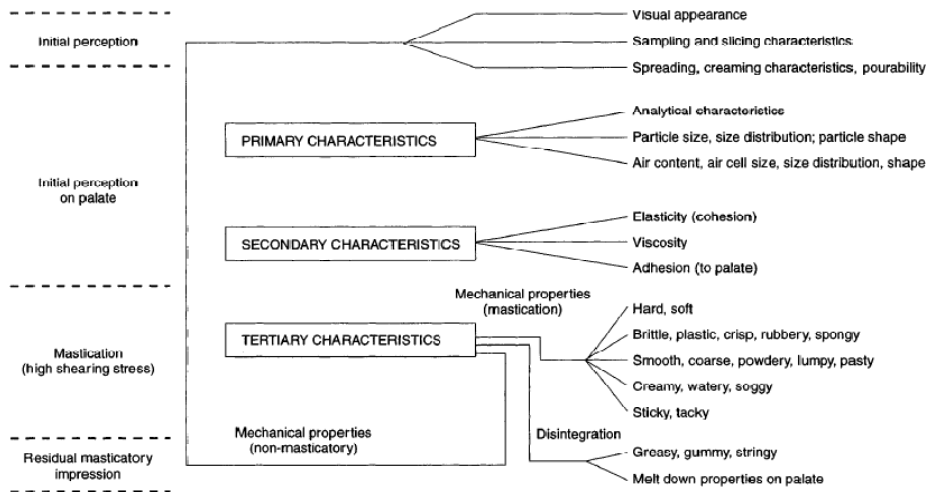 Visual appearance
Initial perception
Sampling and slicing characteristics
Spreading, creaming characteristics, pourability
Analytical characteristics
PRIMARY CHARACTERISTICS
Particle size, size distribution; particle shape
Air content, air cell size, size distribution, shape
Initial perception
on palate
Elasticity (cohesion)
SECONDARY CHARACTERISTICS
Viscosity
Adhesion (to palate)
Mechanical properties
(mastication)
Hard, soft
TERTIARY CHARACTERISTICS
Brittle, plastic, crisp, rubbery, spongy
Mastication
(high shearing stress)
Smooth, coarse, powdery, lumpy, pasty
Creamy, watery, soggy
Sticky, tacky
Mechanical properties
(non-masticatory)
Disintegration
Residual masticatory
impression
Greasy, gummy, stringy
Melt down properties on palate